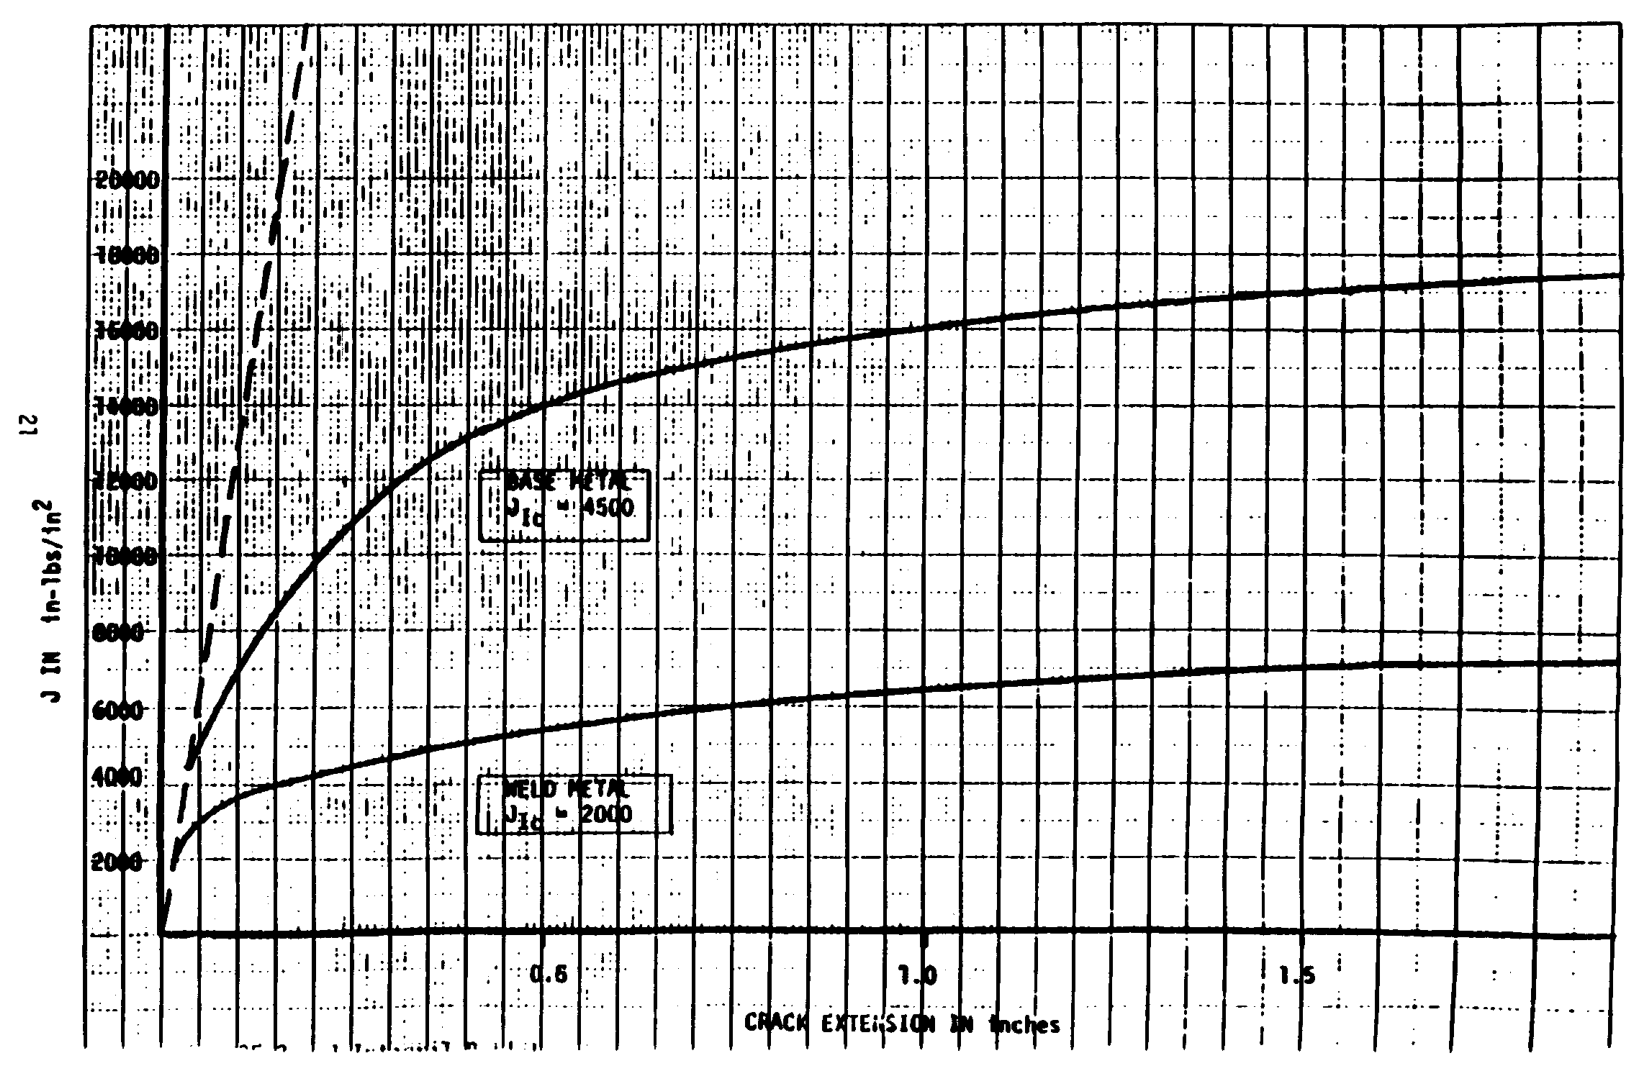 20000
18000
16000
14000
12000
10000
8000
6000
4000
2000
21
J IN in-lbs/in²
BASE METAL
J_Ic = 4500
WELD METAL
J_Ic = 2000
0.5 1.0 1.5
CRACK EXTENSION IN inches